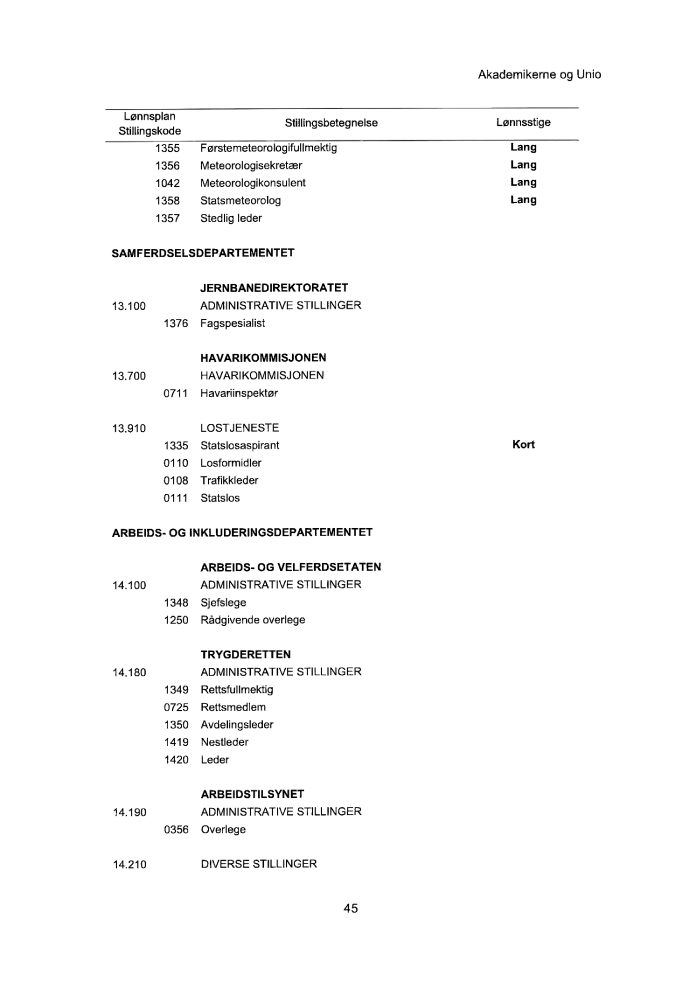 Akademikerne og Unio
Lønnsplan Stillingsbetegnelse Lønnsstige
Stillingskode
1355 Førstemeteorologifullmektig Lang
1356 Meteorologisekretær Lang
1042 Meteorologikonsulent Lang
1358 Statsmeteorolog Lang
1357 Stedlig leder
SAMFERDSELSDEPARTEMENTET
JERNBANEDIREKTORATET
13.100 ADMINISTRATIVE STILLINGER
1376 Fagspesialist
HAVARIKOMMISJONEN
13.700 HAVARIKOMMISJONEN
0711 Havariinspektør
13.910 LOSTJENESTE
1335 Statslosaspirant Kort
0110 Losformidler
0108 Trafikkleder
0111 Statslos
ARBEIDS- OG INKLUDERINGSDEPARTEMENTET
ARBEIDS- OG VELFERDSETATEN
14.100 ADMINISTRATIVE STILLINGER
1348 Sjefslege
1250 Rådgivende overlege
TRYGDERETTEN
14.180 ADMINISTRATIVE STILLINGER
1349 Rettsfullmektig
0725 Rettsmedlem
1350 Avdelingsleder
1419 Nestleder
1420 Leder
ARBEIDSTILSYNET
14.190 ADMINISTRATIVE STILLINGER
0356 Overlege
14.210 DIVERSE STILLINGER
45